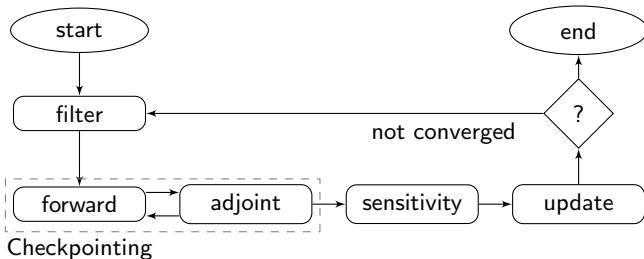 start
end
filter
?
not converged
forward
adjoint
sensitivity
update
Checkpointing